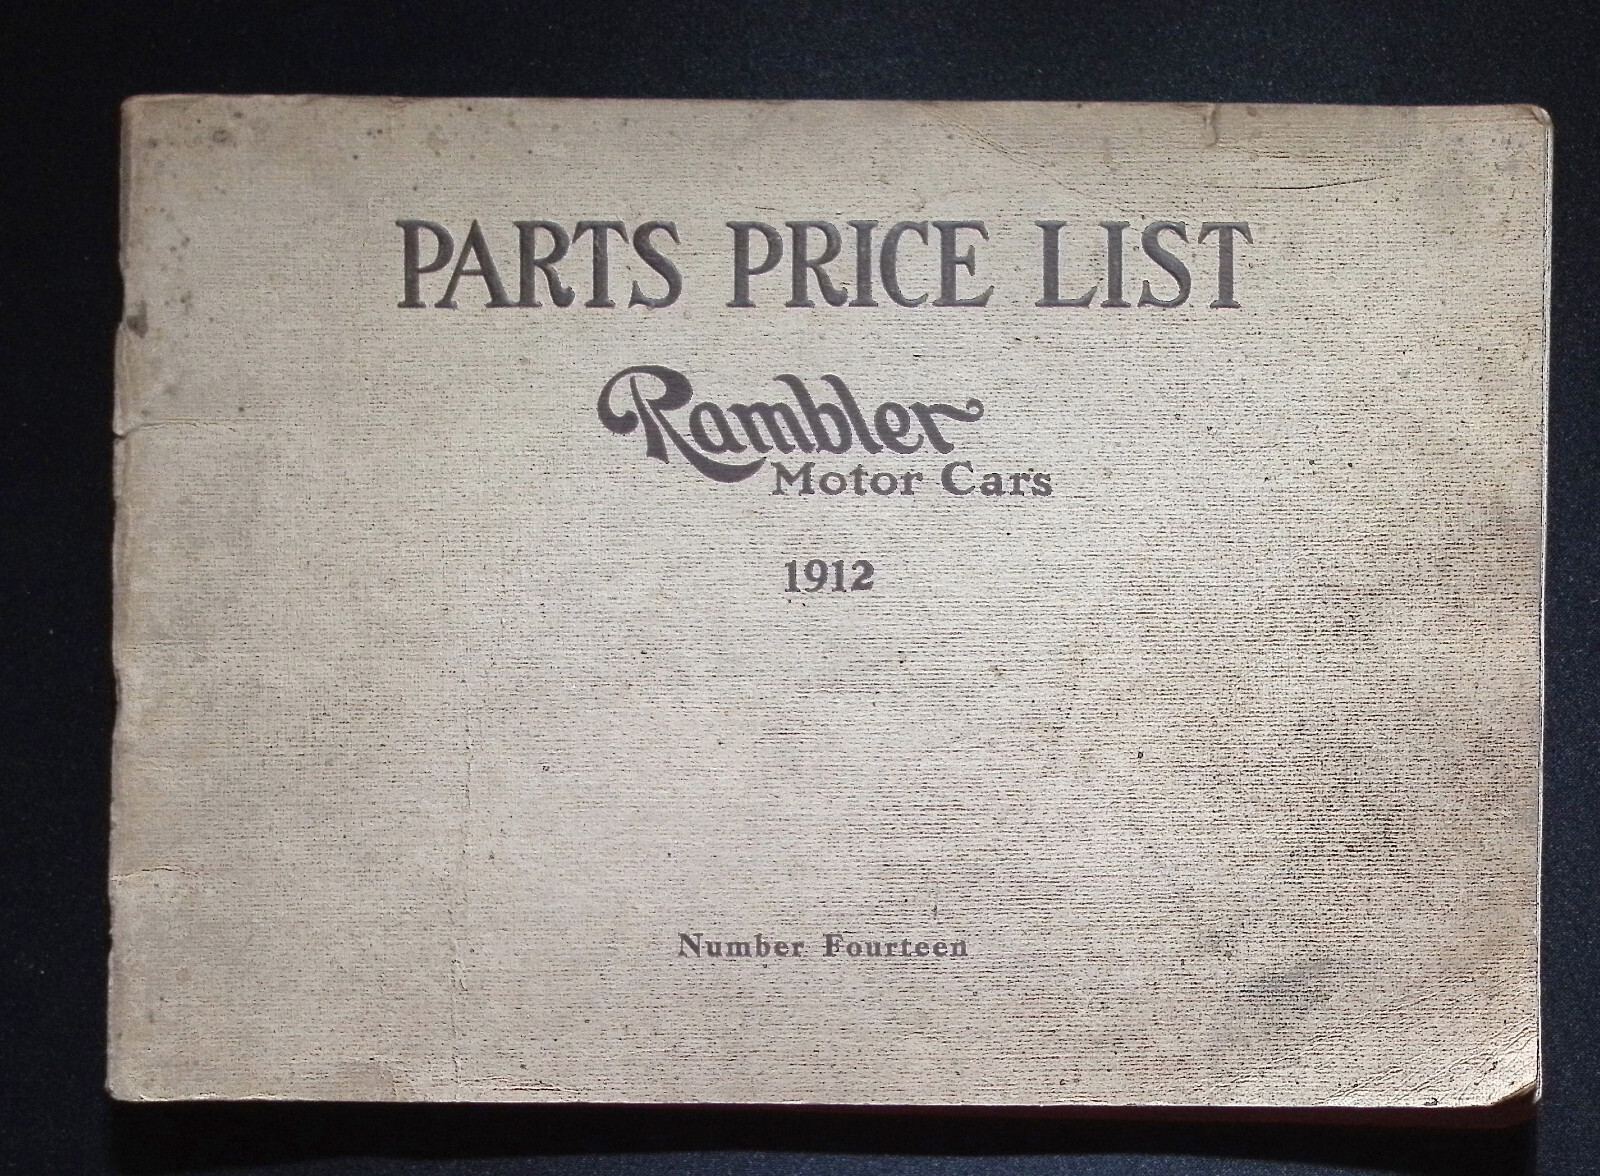 PARTS PRICE LIST
Rambler
Motor Cars
1912
Number Fourteen